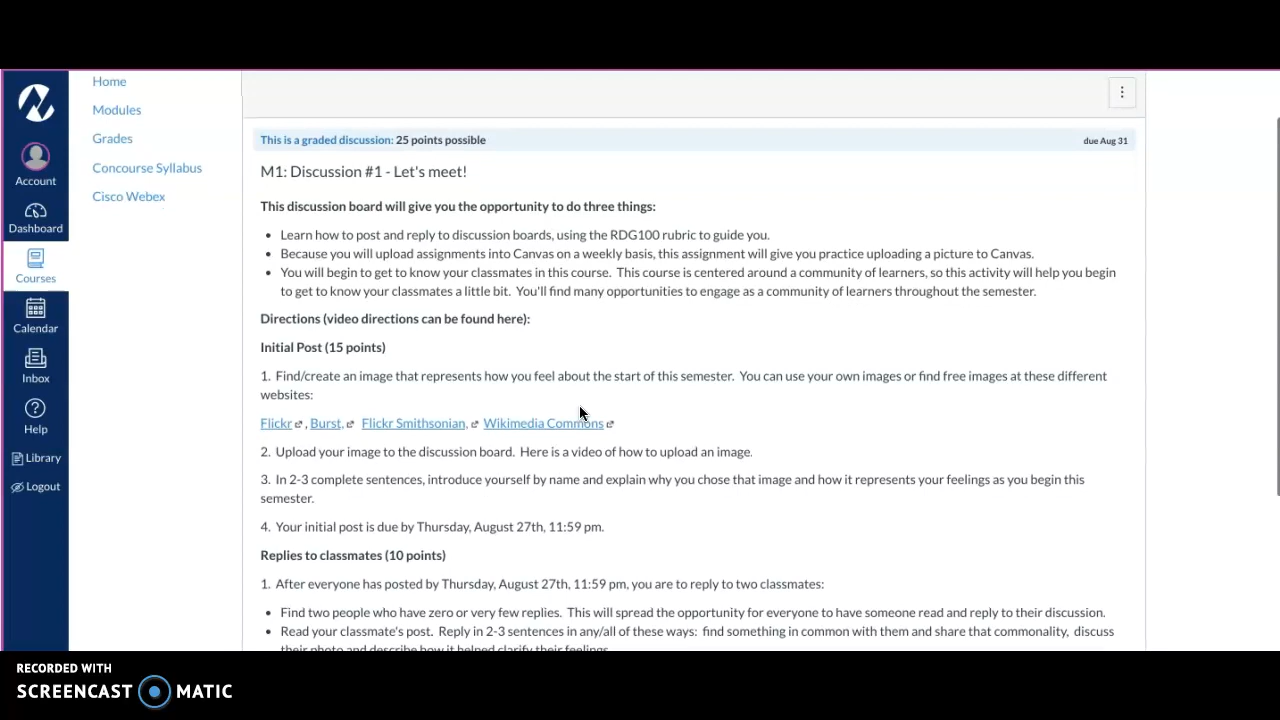 Home
Modules
Grades
Concourse Syllabus
Cisco Webex
Account
Dashboard
Courses
Calendar
Inbox
Help
Library
Logout
This is a graded discussion: 25 points possible
due Aug 31
M1: Discussion #1 - Let's meet!
This discussion board will give you the opportunity to do three things:
Learn how to post and reply to discussion boards, using the RDG100 rubric to guide you.
Because you will upload assignments into Canvas on a weekly basis, this assignment will give you practice uploading a picture to Canvas.
You will begin to get to know your classmates in this course. This course is centered around a community of learners, so this activity will help you begin
to get to know your classmates a little bit. You'll find many opportunities to engage as a community of learners throughout the semester.
Directions (video directions can be found here):
Initial Post (15 points)
1. Find/create an image that represents how you feel about the start of this semester. You can use your own images or find free images at these different
websites:
Flickr , Burst, Flickr Smithsonian, Wikimedia Commons
2. Upload your image to the discussion board. Here is a video of how to upload an image.
3. In 2-3 complete sentences, introduce yourself by name and explain why you chose that image and how it represents your feelings as you begin this
semester.
4. Your initial post is due by Thursday, August 27th, 11:59 pm.
Replies to classmates (10 points)
1. After everyone has posted by Thursday, August 27th, 11:59 pm, you are to reply to two classmates:
Find two people who have zero or very few replies. This will spread the opportunity for everyone to have someone read and reply to their discussion.
Read your classmate's post. Reply in 2-3 sentences in any/all of these ways: find something in common with them and share that commonality, discuss
their photo and describe how it helped clarify their feelings
RECORDED WITH
SCREENCAST MATIC